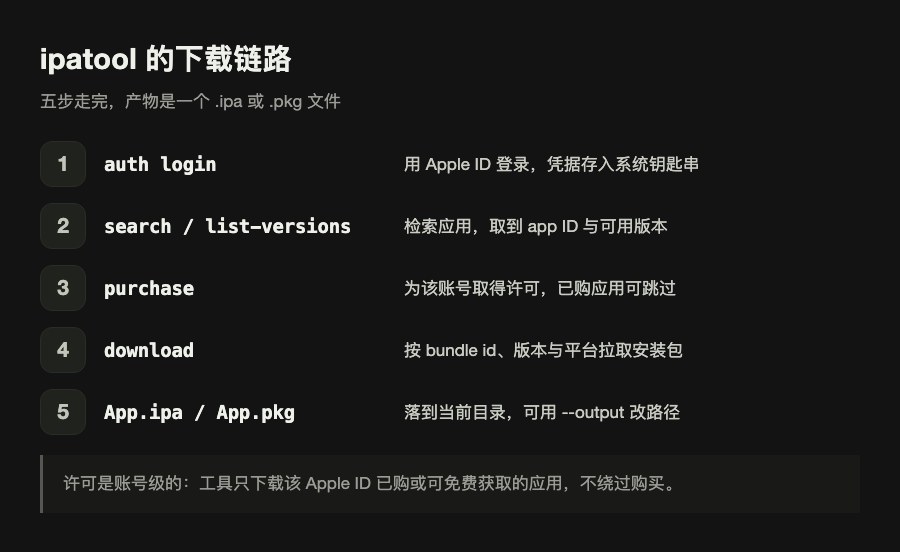 ipatool 的下载链路
五步走完，产物是一个 .ipa 或 .pkg 文件
1 auth login 用 Apple ID 登录，凭据存入系统钥匙串
2 search / list-versions 检索应用，取到 app ID 与可用版本
3 purchase 为该账号取得许可，已购应用可跳过
4 download 按 bundle id、版本与平台拉取安装包
5 App.ipa / App.pkg 落到当前目录，可用 --output 改路径
许可是账号级的：工具只下载该 Apple ID 已购或可免费获取的应用，不绕过购买。